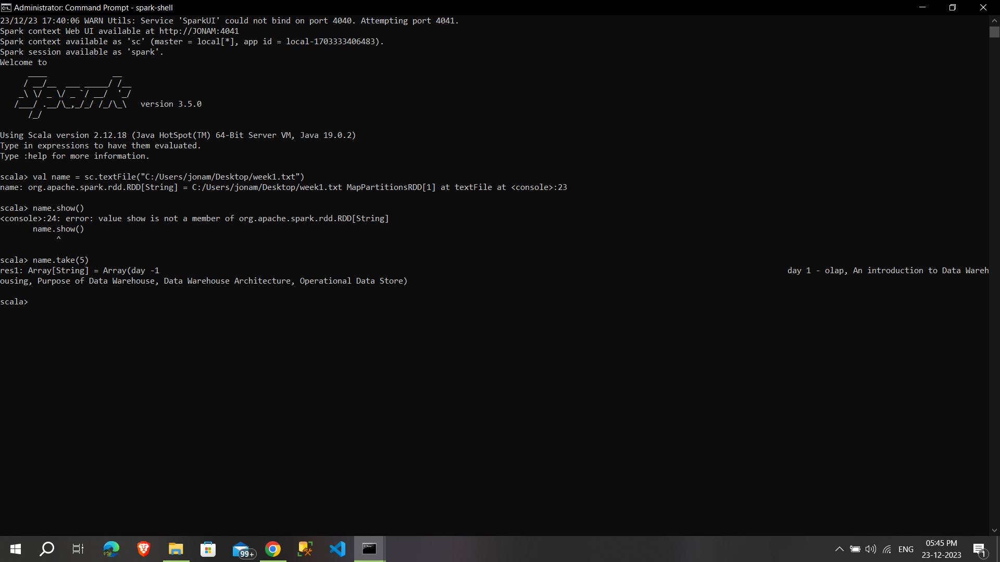 Administrator: Command Prompt - spark-shell
23/12/23 17:40:06 WARN Utils: Service 'SparkUI' could not bind on port 4040. Attempting port 4041.
Spark context Web UI available at http://JONAM:4041
Spark context available as 'sc' (master = local[*], app id = local-1703333406483).
Spark session available as 'spark'.
Welcome to
      ____              __
     / __/__  ___ _____/ /__
    _\ \/ _ \/ _ `/ __/  '_/
   /___/ .__/\_,_/_/ /_/\_\   version 3.5.0
      /_/
Using Scala version 2.12.18 (Java HotSpot(TM) 64-Bit Server VM, Java 19.0.2)
Type in expressions to have them evaluated.
Type :help for more information.
scala> val name = sc.textFile("C:/Users/jonam/Desktop/week1.txt")
name: org.apache.spark.rdd.RDD[String] = C:/Users/jonam/Desktop/week1.txt MapPartitionsRDD[1] at textFile at <console>:23
scala> name.show()
<console>:24: error: value show is not a member of org.apache.spark.rdd.RDD[String]
       name.show()
            ^
scala> name.take(5)
res1: Array[String] = Array(day -1 day 1 - olap, An introduction to Data Wareh
ousing, Purpose of Data Warehouse, Data Warehouse Architecture, Operational Data Store)
scala>
99+
ENG
05:45 PM
23-12-2023
1